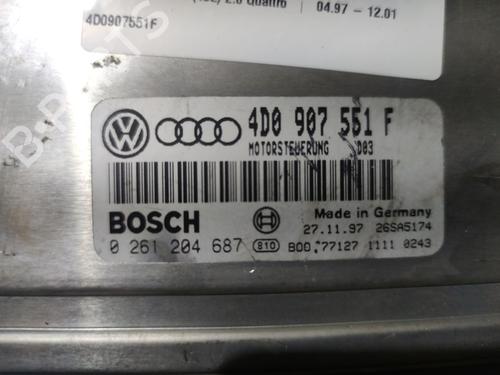 2.8 Quattro 04.97 - 12.01
4D0907551F
4D0 907 551 F
MOTORSTEUERUNG D03
BOSCH
Made in Germany
27.11.97 26SA5174
0 261 204 687 810 B00 77127 1111 0243